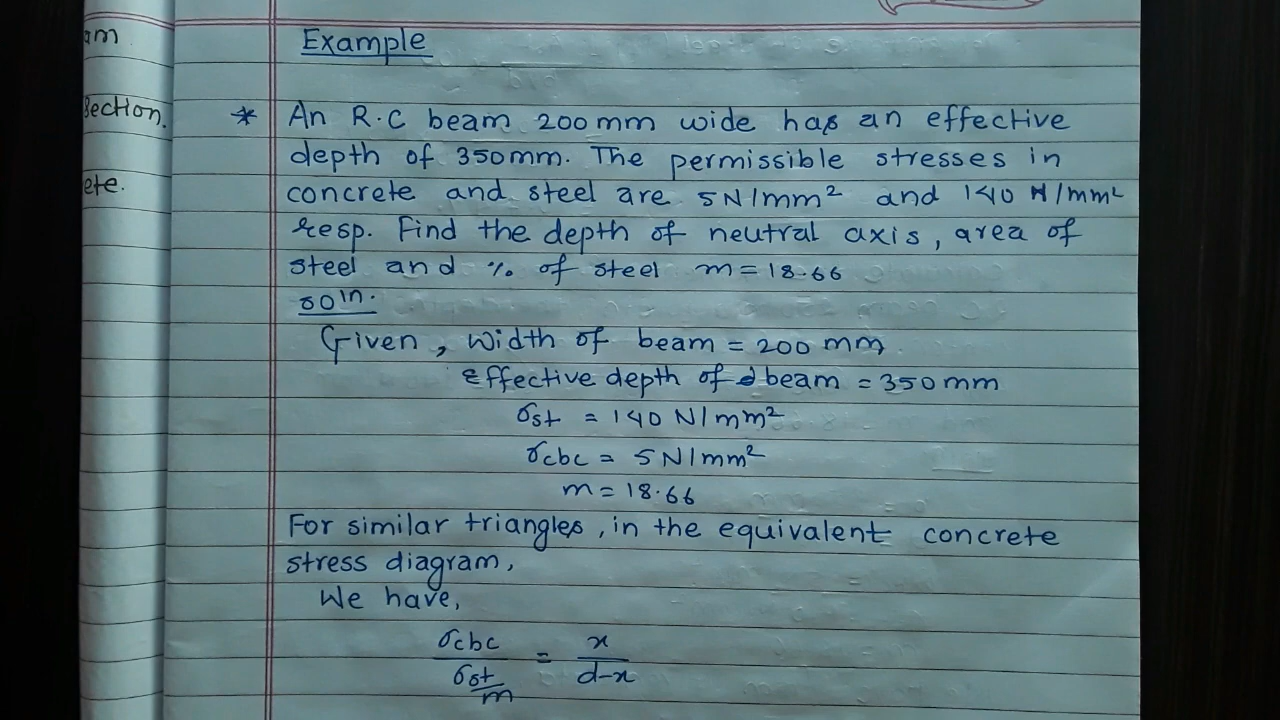 am
Section.
ete.
Example
* An R.C beam 200mm wide has an effective
depth of 350mm. The permissible stresses in
concrete and steel are 5N/mm² and 140 N/mm²
resp. Find the depth of neutral axis, area of
steel and % of steel m = 18.66
soln.
Given, Width of beam = 200 mm
Effective depth of beam = 350mm
σst = 140 N/mm²
σcbc = 5N/mm²
m = 18.66
For similar triangles, in the equivalent concrete
stress diagram,
We have,
σcbc / (σst/m) = x / (d-x)